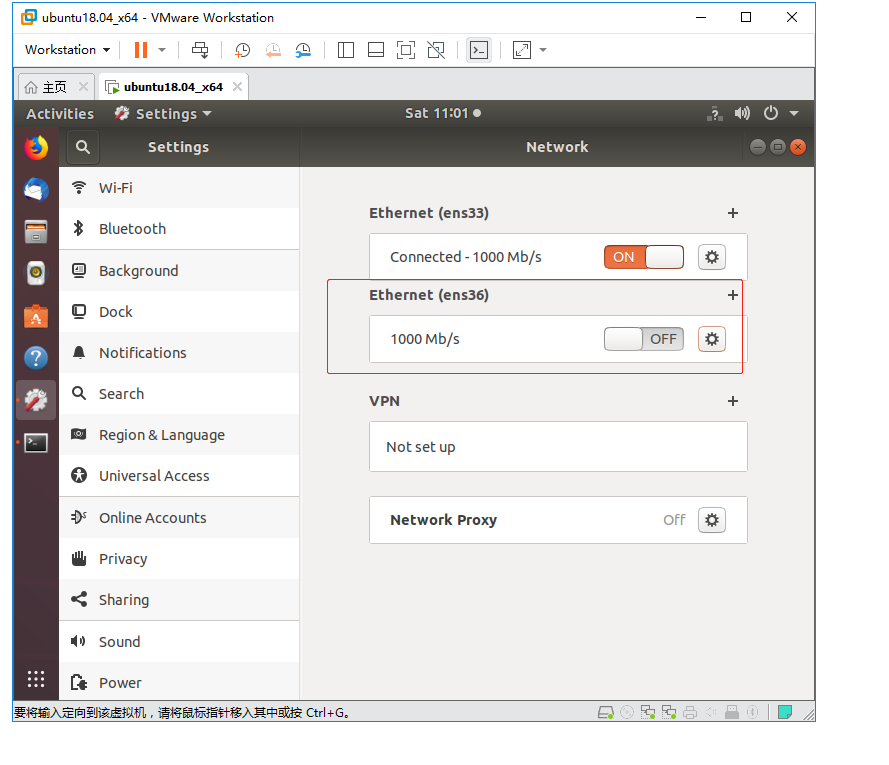 ubuntu18.04_x64 - VMware Workstation
Workstation
主页
ubuntu18.04_x64
Activities
Settings
Sat 11:01
?
Settings
Network
Wi-Fi
Bluetooth
Background
Dock
Notifications
Search
Region & Language
Universal Access
Online Accounts
Privacy
Sharing
Sound
Power
Ethernet (ens33)
Connected - 1000 Mb/s
ON
Ethernet (ens36)
1000 Mb/s
OFF
VPN
Not set up
Network Proxy
Off
要将输入定向到该虚拟机，请将鼠标指针移入其中或按 Ctrl+G。